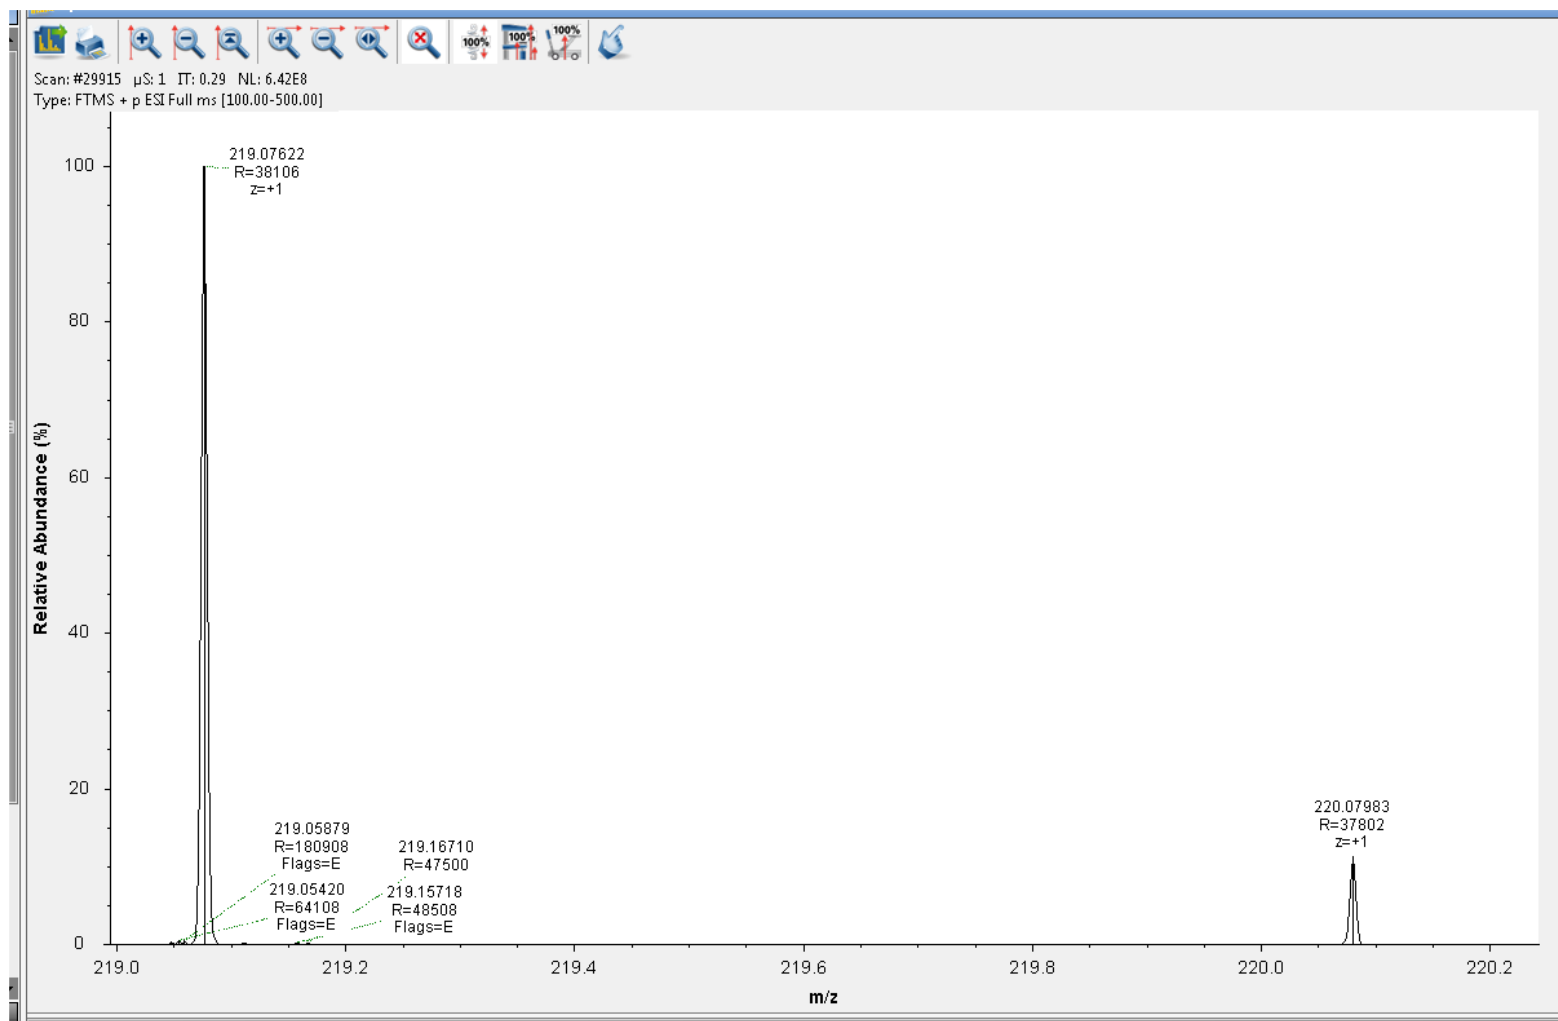 100%
100%
100%
Scan: #29915 µS: 1 IT: 0.29 NL: 6.42E8
Type: FTMS + p ESI Full ms [100.00-500.00]
219.07622
R=38106
z=+1
100
80
60
40
20
0
Relative Abundance (%)
219.05879
R=180908
Flags=E
219.16710
R=47500
219.05420
R=64108
Flags=E
219.15718
R=48508
Flags=E
220.07983
R=37802
z=+1
219.0
219.2
219.4
219.6
219.8
220.0
220.2
m/z